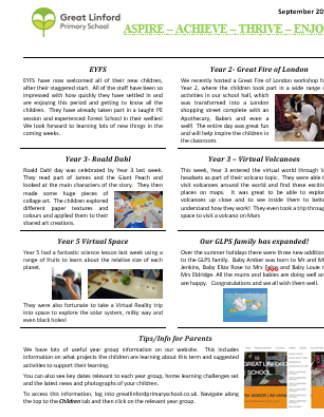 Great Linford
Primary School
September 20
ASPIRE – ACHIEVE – THRIVE – ENJO
EYFS
EYFS have now welcomed all of their new children,
after their staggered start. All of the staff have been so
impressed with how quickly they have settled in and
are enjoying this period and getting to know all the
children. They have already taken part in a taught PE
session and experienced Forest School in their wellies!
We look forward to learning lots of new things in the
coming weeks.
Year 2- Great Fire of London
We recently hosted a Great Fire of London workshop f
Year 2, where the children took part in a wide range
activities in our school hall, which
was transformed into a London
shopping street complete with an
Apothecary, Bakers and even a
well! The entire day was great fun
and will help inspire the children in
the classroom.
Year 3- Roald Dahl
Roald Dahl day was celebrated by Year 3 last week.
They read part of James and the Giant Peach and
looked at the main characters of the story. They then
made some huge pieces of
collage art. The children explored
different paper textures and
colours and applied them to their
shared art creations.
Year 3 – Virtual Volcanoes
This week, Year 3 entered the virtual world through V
headsets as part of their volcano topic. They were able
visit volcanoes around the world and find these exciti
places on maps. It was great to be able to explore
volcanoes up close and to see inside them to bett
understand how they work! They even took a trip throug
space to visit a volcano on Mars
Year 5 Virtual Space
Year 5 had a fantastic science lesson last week using a
range of fruits to learn about the relative size of each
planet.
They were also fortunate to take a Virtual Reality trip
into space to explore the solar system, milky way and
even black holes!
Our GLPS family has expanded!
Over the summer holidays there were three new addition
to the GLPS family. Baby Amber was born to Mr and M
Jenkins, Baby Eliza Rose to Mrs and Baby Louie t
Mrs Eldridge. All the mums and babies are doing well an
are happy. Congratulations and we all wish them well.
Tips/Info for Parents
We have lots of useful year group information on our website. This includes
information on what projects the children are learning about this term and suggested
activities to support their learning.
You can also see key dates relevant to each year group, home learning challenges set
and the latest news and photographs of your children.
To access this information, log into greatlinfordprimaryschool.co.uk. Navigate along
the top to the Children tab and then click on the relevant year group.
GREAT LINFORD
SCHOOL